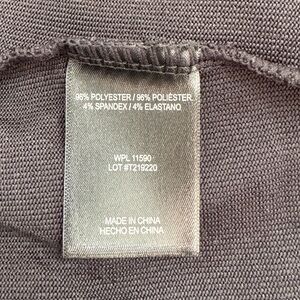 96% POLYESTER / 96% POLIÉSTER
4% SPANDEX / 4% ELASTANO
WPL 11590
LOT #T219220
MADE IN CHINA
HECHO EN CHINA